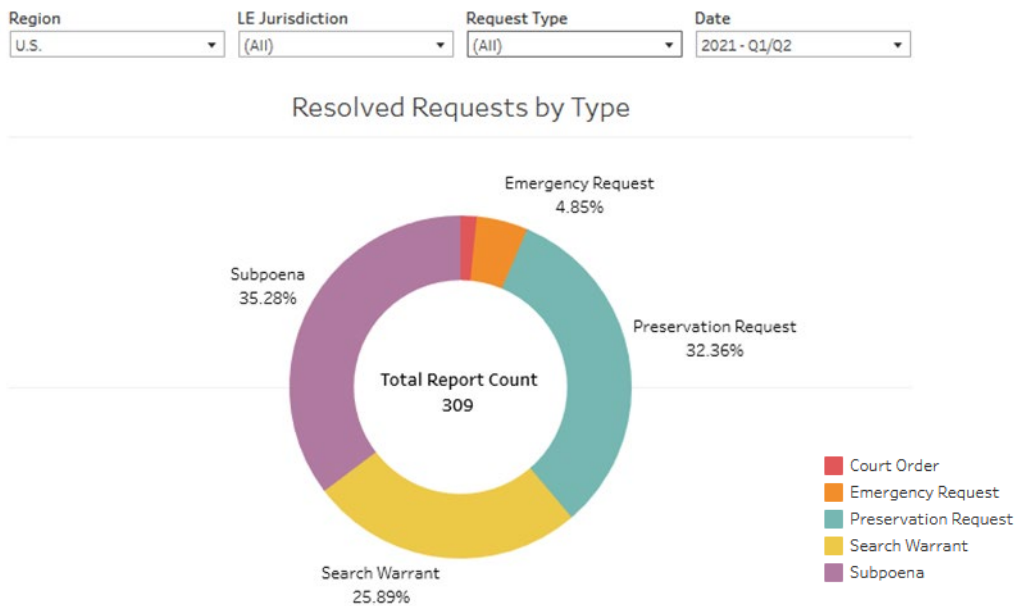 Region
LE Jurisdiction
Request Type
Date
U.S.
(All)
(All)
2021 - Q1/Q2
Resolved Requests by Type
Emergency Request
4.85%
Subpoena
35.28%
Preservation Request
32.36%
Total Report Count
309
Court Order
Emergency Request
Preservation Request
Search Warrant
Subpoena
Search Warrant
25.89%